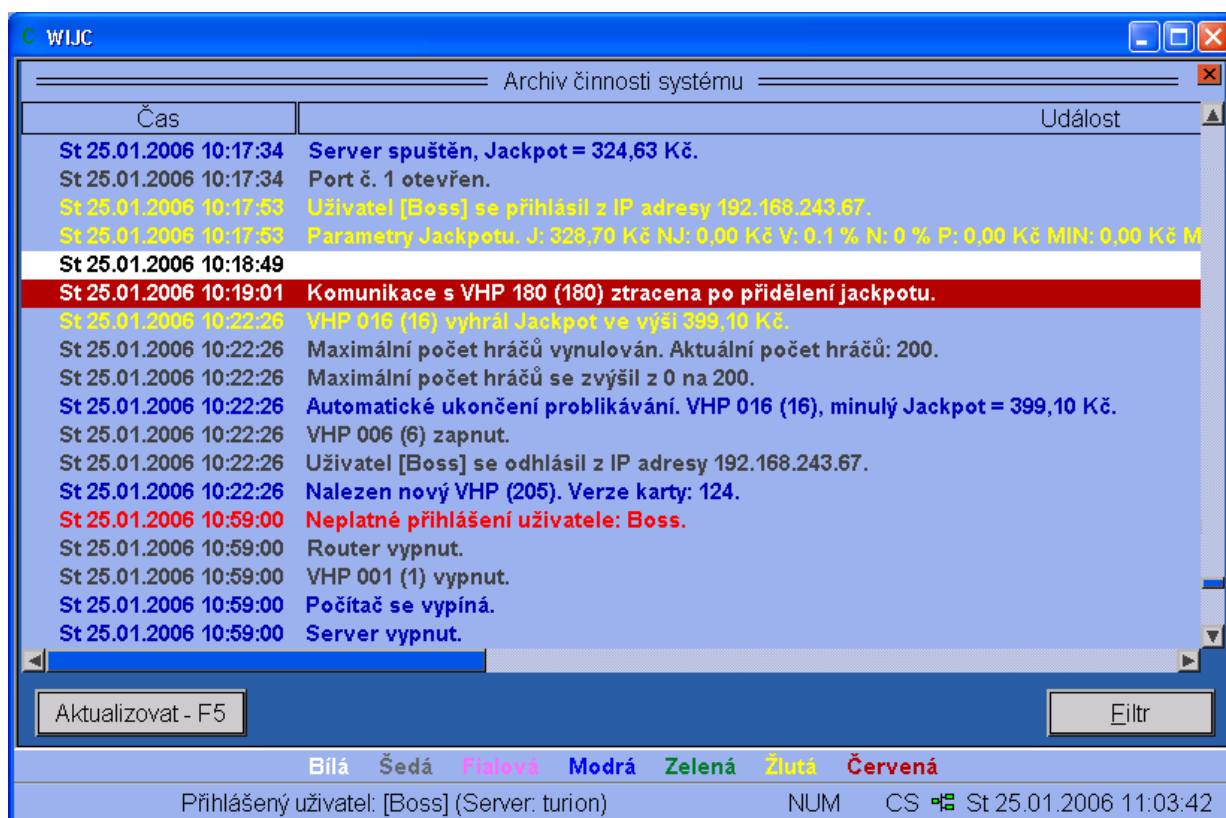 C WIJC
Archiv činnosti systému
Čas Událost
St 25.01.2006 10:17:34 Server spuštěn, Jackpot = 324,63 Kč.
St 25.01.2006 10:17:34 Port č. 1 otevřen.
St 25.01.2006 10:17:53 Uživatel [Boss] se přihlásil z IP adresy 192.168.243.67.
St 25.01.2006 10:17:53 Parametry Jackpotu. J: 328,70 Kč NJ: 0,00 Kč V: 0.1 % N: 0 % P: 0,00 Kč MIN: 0,00 Kč M
St 25.01.2006 10:18:49
St 25.01.2006 10:19:01 Komunikace s VHP 180 (180) ztracena po přidělení jackpotu.
St 25.01.2006 10:22:26 VHP 016 (16) vyhrál Jackpot ve výši 399,10 Kč.
St 25.01.2006 10:22:26 Maximální počet hráčů vynulován. Aktuální počet hráčů: 200.
St 25.01.2006 10:22:26 Maximální počet hráčů se zvýšil z 0 na 200.
St 25.01.2006 10:22:26 Automatické ukončení problikávání. VHP 016 (16), minulý Jackpot = 399,10 Kč.
St 25.01.2006 10:22:26 VHP 006 (6) zapnut.
St 25.01.2006 10:22:26 Uživatel [Boss] se odhlásil z IP adresy 192.168.243.67.
St 25.01.2006 10:22:26 Nalezen nový VHP (205). Verze karty: 124.
St 25.01.2006 10:59:00 Neplatné přihlášení uživatele: Boss.
St 25.01.2006 10:59:00 Router vypnut.
St 25.01.2006 10:59:00 VHP 001 (1) vypnut.
St 25.01.2006 10:59:00 Počítač se vypíná.
St 25.01.2006 10:59:00 Server vypnut.
Aktualizovat - F5 Filtr
Bílá Šedá Fialová Modrá Zelená Žlutá Červená
Přihlášený uživatel: [Boss] (Server: turion) NUM CS St 25.01.2006 11:03:42